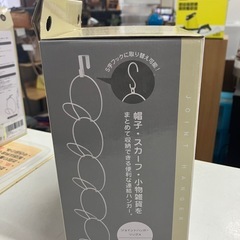 S字フックに取り替え可能!
帽子・スカーフ・小物雑貨を
まとめて収納できる便利な連結ハンガー。
JOINT HANGER